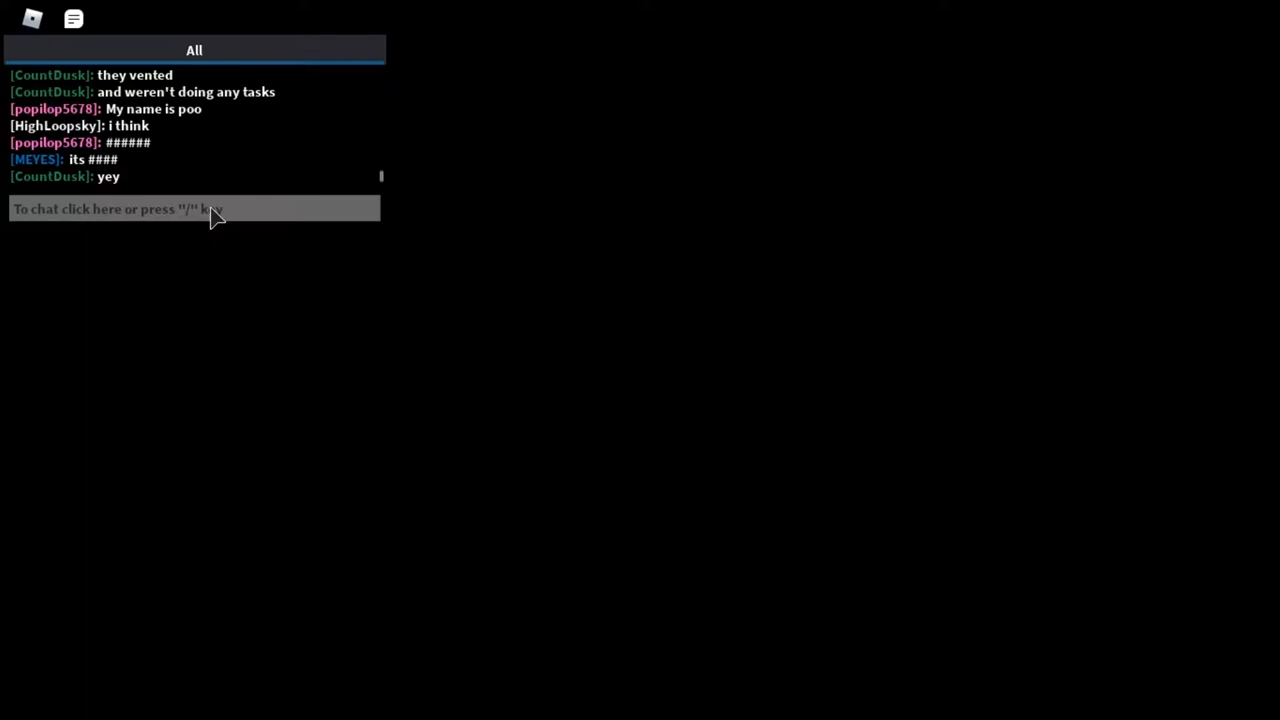 All
[CountDusk]: they vented
[CountDusk]: and weren't doing any tasks
[popilop5678]: My name is poo
[HighLoopsky]: i think
[popilop5678]: ######
[MEYES]: its ####
[CountDusk]: yey
To chat click here or press "/" key